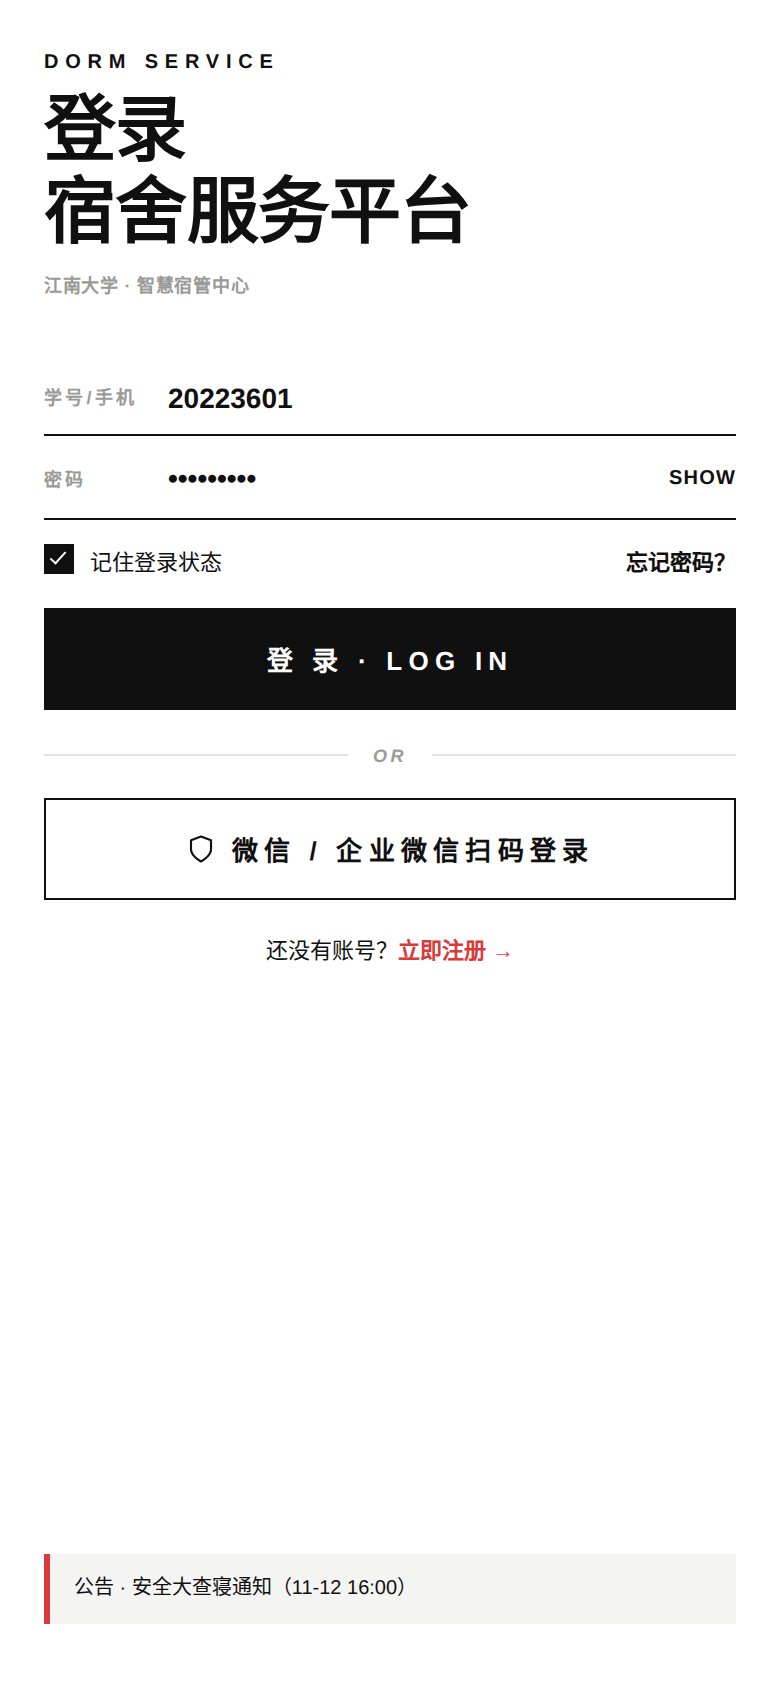 DORM SERVICE
登录
宿舍服务平台
江南大学 · 智慧宿管中心
学号/手机 20223601
密码 ••••••••• SHOW
记住登录状态 忘记密码?
登 录 · LOG IN
OR
微信 / 企业微信扫码登录
还没有账号? 立即注册 →
公告 · 安全大查寝通知（11-12 16:00）